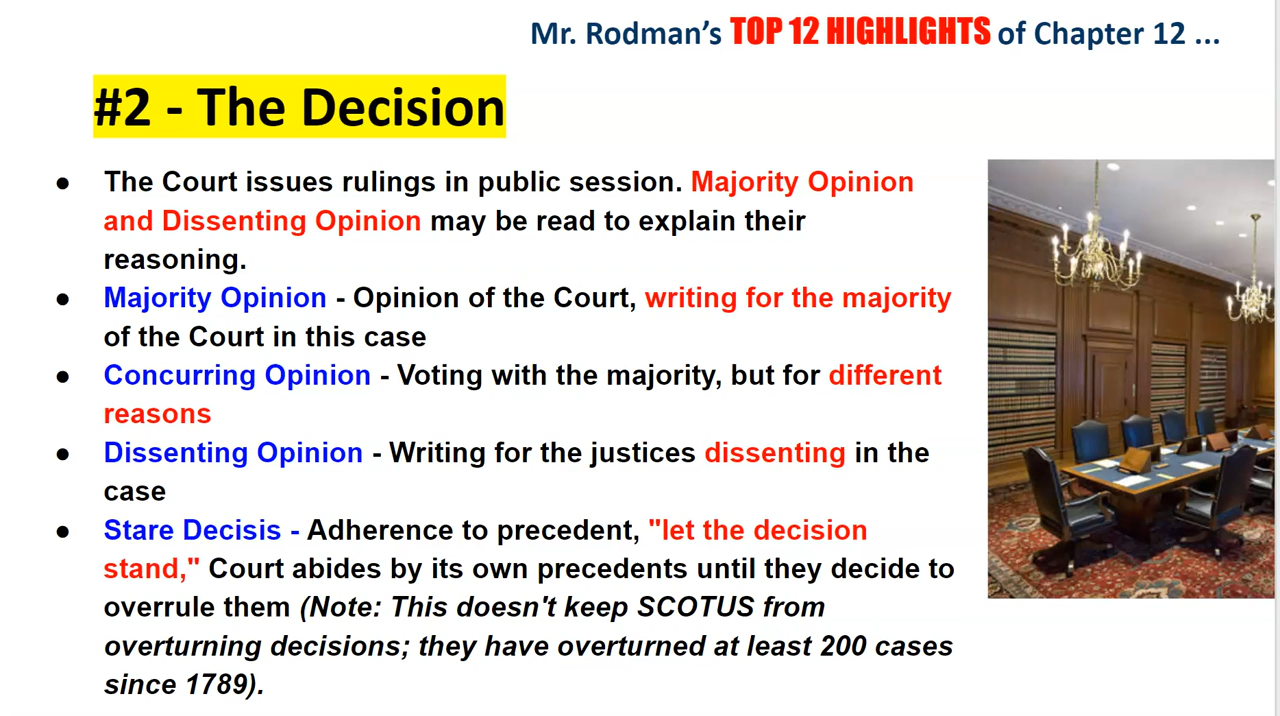 Mr. Rodman's TOP 12 HIGHLIGHTS of Chapter 12 ...
#2 - The Decision
● The Court issues rulings in public session. Majority Opinion
and Dissenting Opinion may be read to explain their
reasoning.
● Majority Opinion - Opinion of the Court, writing for the majority
of the Court in this case
● Concurring Opinion - Voting with the majority, but for different
reasons
● Dissenting Opinion - Writing for the justices dissenting in the
case
● Stare Decisis - Adherence to precedent, "let the decision
stand," Court abides by its own precedents until they decide to
overrule them (Note: This doesn't keep SCOTUS from
overturning decisions; they have overturned at least 200 cases
since 1789).